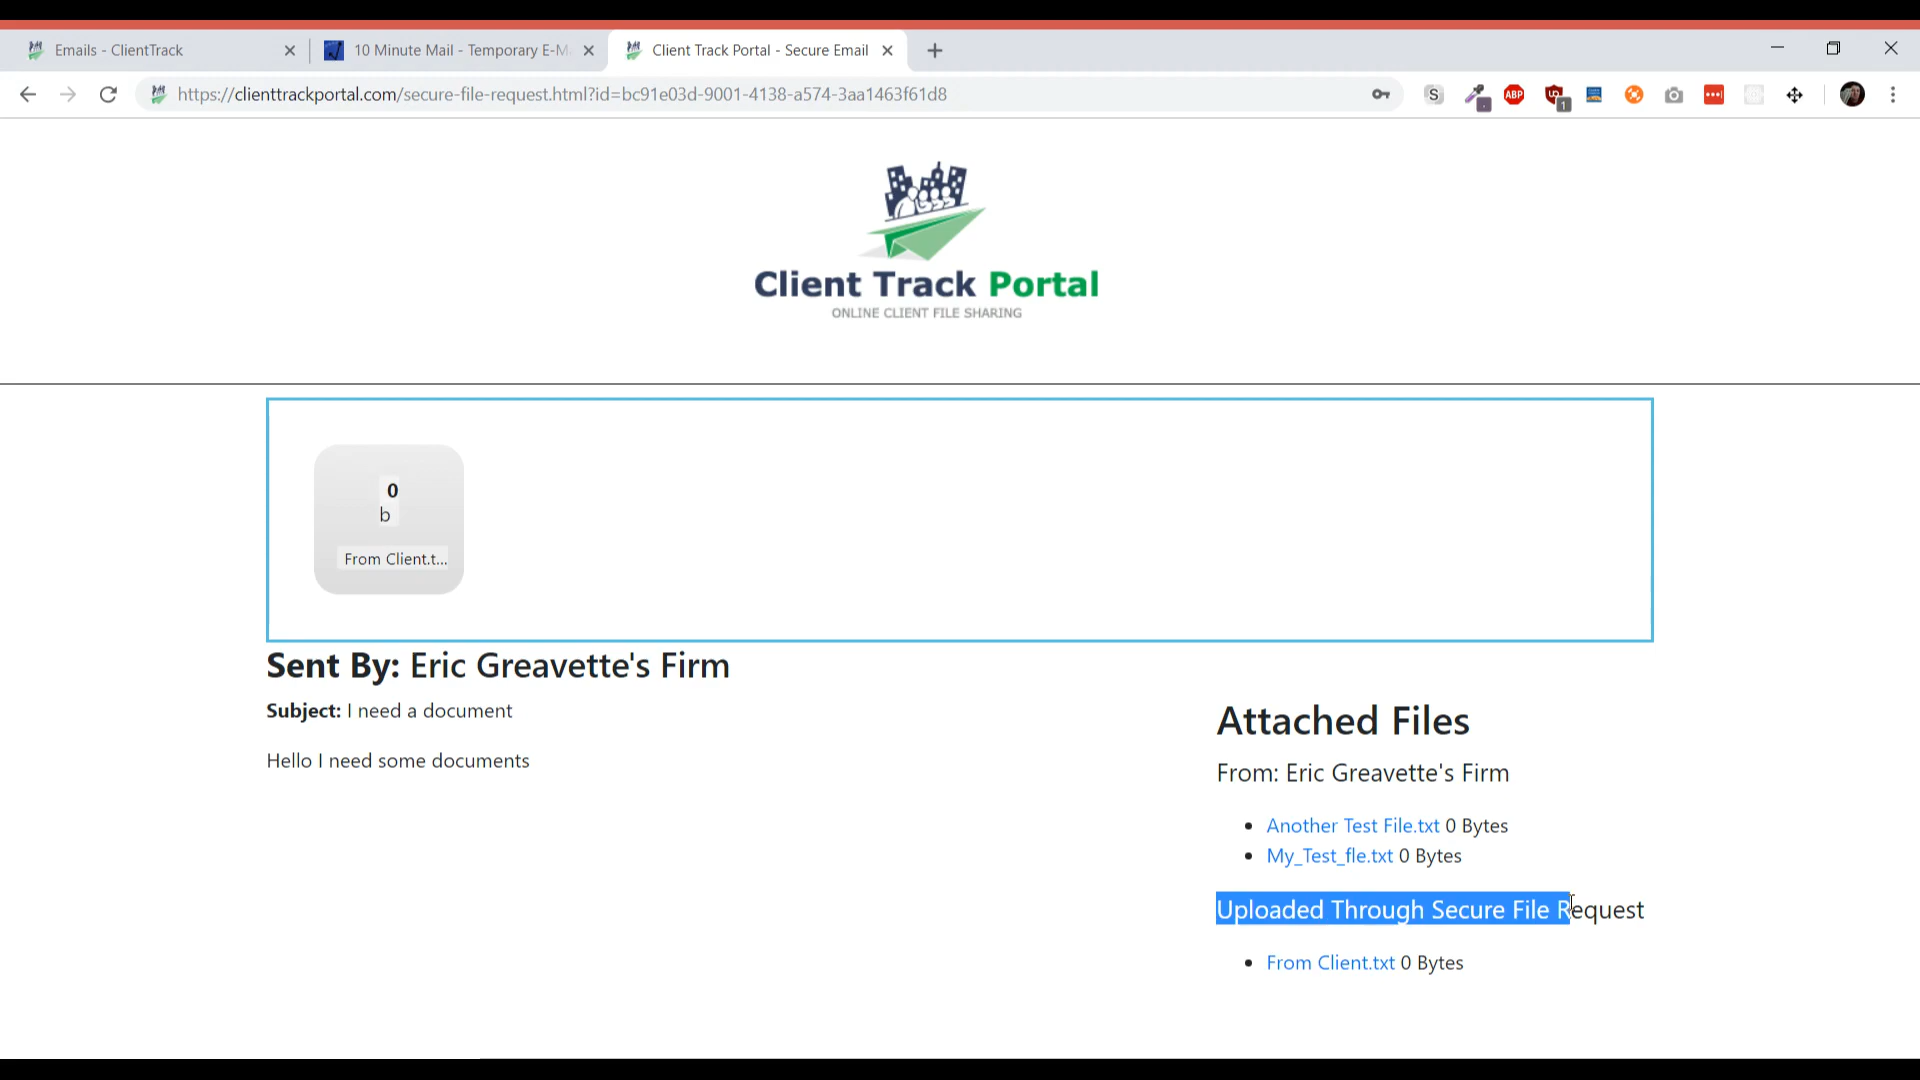 Emails - ClientTrack
10 Minute Mail - Temporary E-M
Client Track Portal - Secure Email
https://clienttrackportal.com/secure-file-request.html?id=bc91e03d-9001-4138-a574-3aa1463f61d8
S
ABP
1
Client Track Portal
ONLINE CLIENT FILE SHARING
0
b
From Client.t...
Sent By: Eric Greavette's Firm
Subject: I need a document
Hello I need some documents
Attached Files
From: Eric Greavette's Firm
Another Test File.txt 0 Bytes
My_Test_fle.txt 0 Bytes
Uploaded Through Secure File Request
From Client.txt 0 Bytes